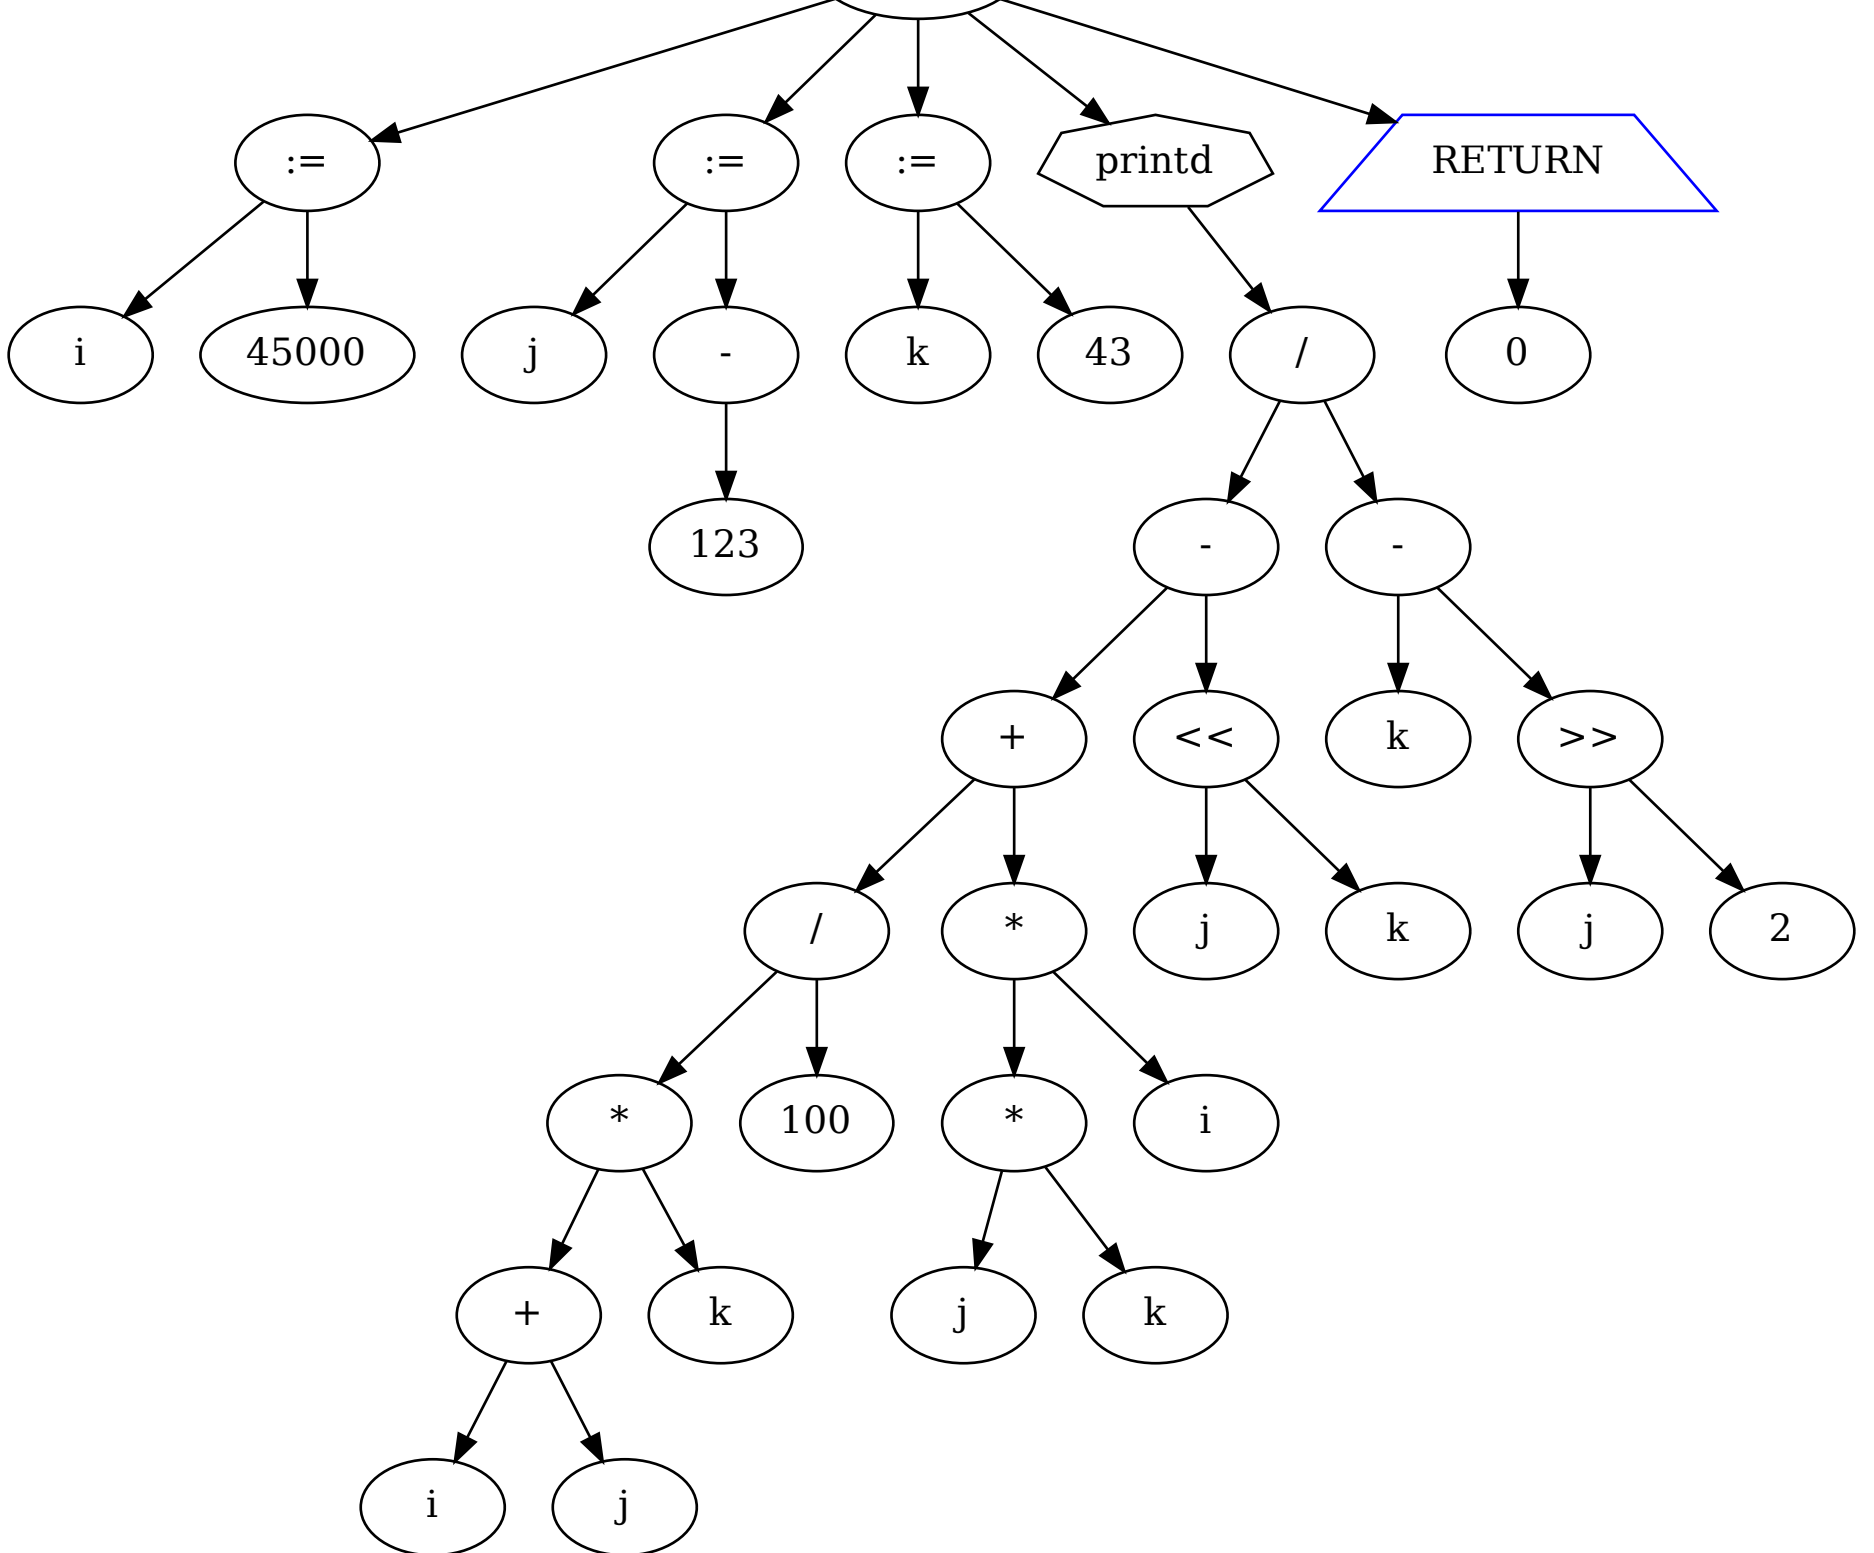 := := := printd RETURN
i 45000 j - k 43 / 0
123 - -
+ << k >>
/ * j k j 2
* 100 * i
+ k j k
i j